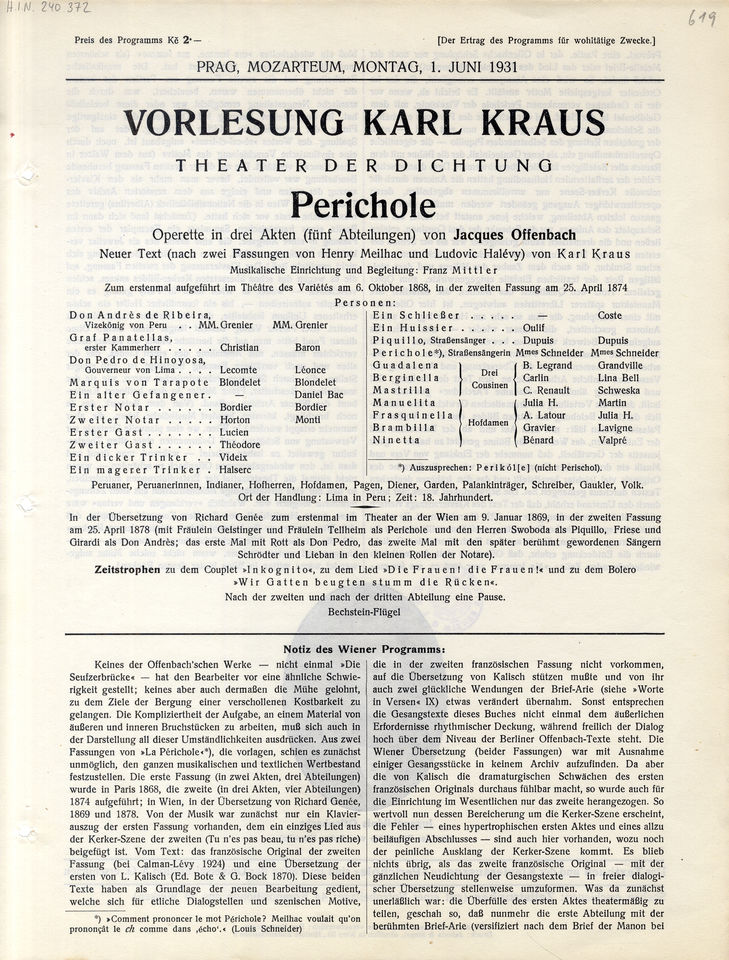 H.I.N. 240 372
619
Preis des Programms Kč 2·—
[Der Ertrag des Programms für wohltätige Zwecke.]
PRAG, MOZARTEUM, MONTAG, 1. JUNI 1931
VORLESUNG KARL KRAUS
THEATER DER DICHTUNG
Perichole
Operette in drei Akten (fünf Abteilungen) von Jacques Offenbach
Neuer Text (nach zwei Fassungen von Henry Meilhac und Ludovic Halévy) von Karl Kraus
Musikalische Einrichtung und Begleitung: Franz Mittler
Zum erstenmal aufgeführt im Théâtre des Variétés am 6. Oktober 1868, in der zweiten Fassung am 25. April 1874
Personen:
Don Andrès de Ribeira,
Vizekönig von Peru . . MM. Grenier MM. Grenier
Graf Panatellas,
erster Kammerherr . . . . . Christian Baron
Don Pedro de Hinoyosa,
Gouverneur von Lima . . . . Lecomte Léonce
Marquis von Tarapote Blondelet Blondelet
Ein alter Gefangener . — Daniel Bac
Erster Notar . . . . . . Bordier Bordier
Zweiter Notar . . . . . Horton Monti
Erster Gast . . . . . . . Lucien
Zweiter Gast . . . . . . Théodore
Ein dicker Trinker . . Videix
Ein magerer Trinker . Halserc
Ein Schließer . . . . . — Coste
Ein Huissier . . . . . . Oulif
Piquillo, Straßensänger . . . Dupuis Dupuis
Perichole*), Straßensängerin Mmes Schneider Mmes Schneider
Guadalena B. Legrand Grandville
Berginella Drei Cousinen Carlin Lina Bell
Mastrilla C. Renault Schweska
Manuelita Julia H. Martin
Frasquinella Hofdamen A. Latour Julia H.
Brambilla Gravier Lavigne
Ninetta Bénard Valpré
*) Auszusprechen: Perikól[e] (nicht Perischol).
Peruaner, Peruanerinnen, Indianer, Hofherren, Hofdamen, Pagen, Diener, Garden, Palankinträger, Schreiber, Gaukler, Volk.
Ort der Handlung: Lima in Peru; Zeit: 18. Jahrhundert.
In der Übersetzung von Richard Genée zum erstenmal im Theater an der Wien am 9. Januar 1869, in der zweiten Fassung
am 25. April 1878 (mit Fräulein Geistinger und Fräulein Tellheim als Perichole und den Herren Swoboda als Piquillo, Friese und
Girardi als Don Andrès; das erste Mal mit Rott als Don Pedro, das zweite Mal mit den später berühmt gewordenen Sängern
Schrödter und Lieban in den kleinen Rollen der Notare).
Zeitstrophen zu dem Couplet »Inkognito«, zu dem Lied »Die Frauen! die Frauen!« und zu dem Bolero
»Wir Gatten beugten stumm die Rücken«.
Nach der zweiten und nach der dritten Abteilung eine Pause.
Bechstein-Flügel
Notiz des Wiener Programms:
Keines der Offenbach'schen Werke — nicht einmal »Die
Seufzerbrücke« — hat den Bearbeiter vor eine ähnliche Schwie-
rigkeit gestellt; keines aber auch dermaßen die Mühe gelohnt,
zu dem Ziele der Bergung einer verschollenen Kostbarkeit zu
gelangen. Die Kompliziertheit der Aufgabe, an einem Material von
äußeren und inneren Bruchstücken zu arbeiten, muß sich auch in
der Darstellung all dieser Umständlichkeiten ausdrücken. Aus zwei
Fassungen von »La Périchole«*), die vorlagen, schien es zunächst
unmöglich, den ganzen musikalischen und textlichen Wertbestand
festzustellen. Die erste Fassung (in zwei Akten, drei Abteilungen)
wurde in Paris 1868, die zweite (in drei Akten, vier Abteilungen)
1874 aufgeführt; in Wien, in der Übersetzung von Richard Genée,
1869 und 1878. Von der Musik war zunächst nur ein Klavier-
auszug der ersten Fassung vorhanden, dem ein einziges Lied aus
der Kerker-Szene der zweiten (Tu n'es pas beau, tu n'es pas riche)
beigefügt ist. Vom Text: das französische Original der zweiten
Fassung (bei Calman-Lévy 1924) und eine Übersetzung der
ersten von L. Kalisch (Ed. Bote & G. Bock 1870). Diese beiden
Texte haben als Grundlage der neuen Bearbeitung gedient,
welche sich für etliche Dialogstellen und szenischen Motive,
*) »Comment prononcer le mot Périchole? Meilhac voulait qu'on
prononçât le ch comme dans ‚écho'.« (Louis Schneider)
die in der zweiten französischen Fassung nicht vorkommen,
auf die Übersetzung von Kalisch stützen mußte und von ihr
auch zwei glückliche Wendungen der Brief-Arie (siehe »Worte
in Versen« IX) etwas verändert übernahm. Sonst entsprechen
die Gesangstexte dieses Buches nicht einmal dem äußerlichen
Erfordernisse rhythmischer Deckung, während freilich der Dialog
hoch über dem Niveau der Berliner Offenbach-Texte steht. Die
Wiener Übersetzung (beider Fassungen) war mit Ausnahme
einiger Gesangsstücke in keinem Archiv aufzufinden. Da aber
die von Kalisch die dramaturgischen Schwächen des ersten
französischen Originals durchaus fühlbar macht, so wurde auch für
die Einrichtung im Wesentlichen nur das zweite herangezogen. So
wertvoll nun dessen Bereicherung um die Kerker-Szene erscheint,
die Fehler — eines hypertrophischen ersten Aktes und eines allzu
beiläufigen Abschlusses — sind auch hier vorhanden, wozu noch
der peinliche Ausklang der Kerker-Szene kommt. Es blieb
nichts übrig, als das zweite französische Original — mit der
gänzlichen Neudichtung der Gesangstexte — in freier dialogi-
scher Übersetzung stellenweise umzuformen. Was da zunächst
unerläßlich war: die Überfülle des ersten Aktes theatermäßig zu
teilen, geschah so, daß nunmehr die erste Abteilung mit der
berühmten Brief-Arie (versifiziert nach dem Brief der Manon bei